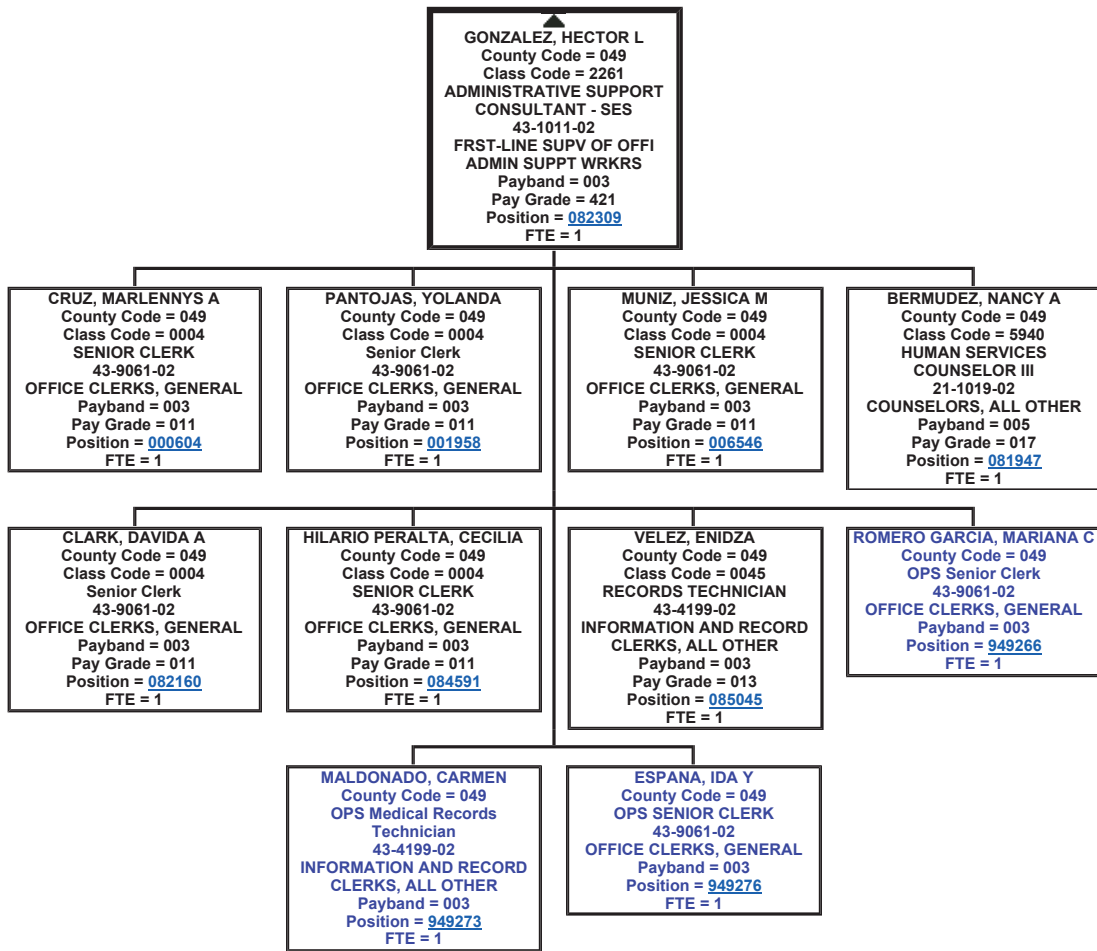 GONZALEZ, HECTOR L
County Code = 049
Class Code = 2261
ADMINISTRATIVE SUPPORT
CONSULTANT - SES
43-1011-02
FRST-LINE SUPV OF OFFI
ADMIN SUPPT WRKRS
Payband = 003
Pay Grade = 421
Position = 082309
FTE = 1
CRUZ, MARLENNYS A
County Code = 049
Class Code = 0004
SENIOR CLERK
43-9061-02
OFFICE CLERKS, GENERAL
Payband = 003
Pay Grade = 011
Position = 000604
FTE = 1
PANTOJAS, YOLANDA
County Code = 049
Class Code = 0004
Senior Clerk
43-9061-02
OFFICE CLERKS, GENERAL
Payband = 003
Pay Grade = 011
Position = 001958
FTE = 1
MUNIZ, JESSICA M
County Code = 049
Class Code = 0004
SENIOR CLERK
43-9061-02
OFFICE CLERKS, GENERAL
Payband = 003
Pay Grade = 011
Position = 006546
FTE = 1
BERMUDEZ, NANCY A
County Code = 049
Class Code = 5940
HUMAN SERVICES
COUNSELOR III
21-1019-02
COUNSELORS, ALL OTHER
Payband = 005
Pay Grade = 017
Position = 081947
FTE = 1
CLARK, DAVIDA A
County Code = 049
Class Code = 0004
Senior Clerk
43-9061-02
OFFICE CLERKS, GENERAL
Payband = 003
Pay Grade = 011
Position = 082160
FTE = 1
HILARIO PERALTA, CECILIA
County Code = 049
Class Code = 0004
SENIOR CLERK
43-9061-02
OFFICE CLERKS, GENERAL
Payband = 003
Pay Grade = 011
Position = 084591
FTE = 1
VELEZ, ENIDZA
County Code = 049
Class Code = 0045
RECORDS TECHNICIAN
43-4199-02
INFORMATION AND RECORD
CLERKS, ALL OTHER
Payband = 003
Pay Grade = 013
Position = 085045
FTE = 1
ROMERO GARCIA, MARIANA C
County Code = 049
OPS Senior Clerk
43-9061-02
OFFICE CLERKS, GENERAL
Payband = 003
Position = 949266
FTE = 1
MALDONADO, CARMEN
County Code = 049
OPS Medical Records
Technician
43-4199-02
INFORMATION AND RECORD
CLERKS, ALL OTHER
Payband = 003
Position = 949273
FTE = 1
ESPANA, IDA Y
County Code = 049
OPS SENIOR CLERK
43-9061-02
OFFICE CLERKS, GENERAL
Payband = 003
Position = 949276
FTE = 1